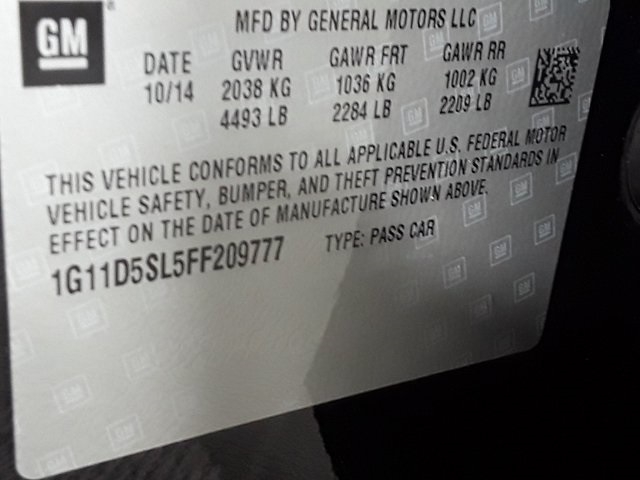 GM
MFD BY GENERAL MOTORS LLC
DATE GVWR GAWR FRT GAWR RR
10/14 2038 KG 1036 KG 1002 KG
4493 LB 2284 LB 2209 LB
THIS VEHICLE CONFORMS TO ALL APPLICABLE U.S. FEDERAL MOTOR
VEHICLE SAFETY, BUMPER, AND THEFT PREVENTION STANDARDS IN
EFFECT ON THE DATE OF MANUFACTURE SHOWN ABOVE.
1G11D5SL5FF209777 TYPE: PASS CAR